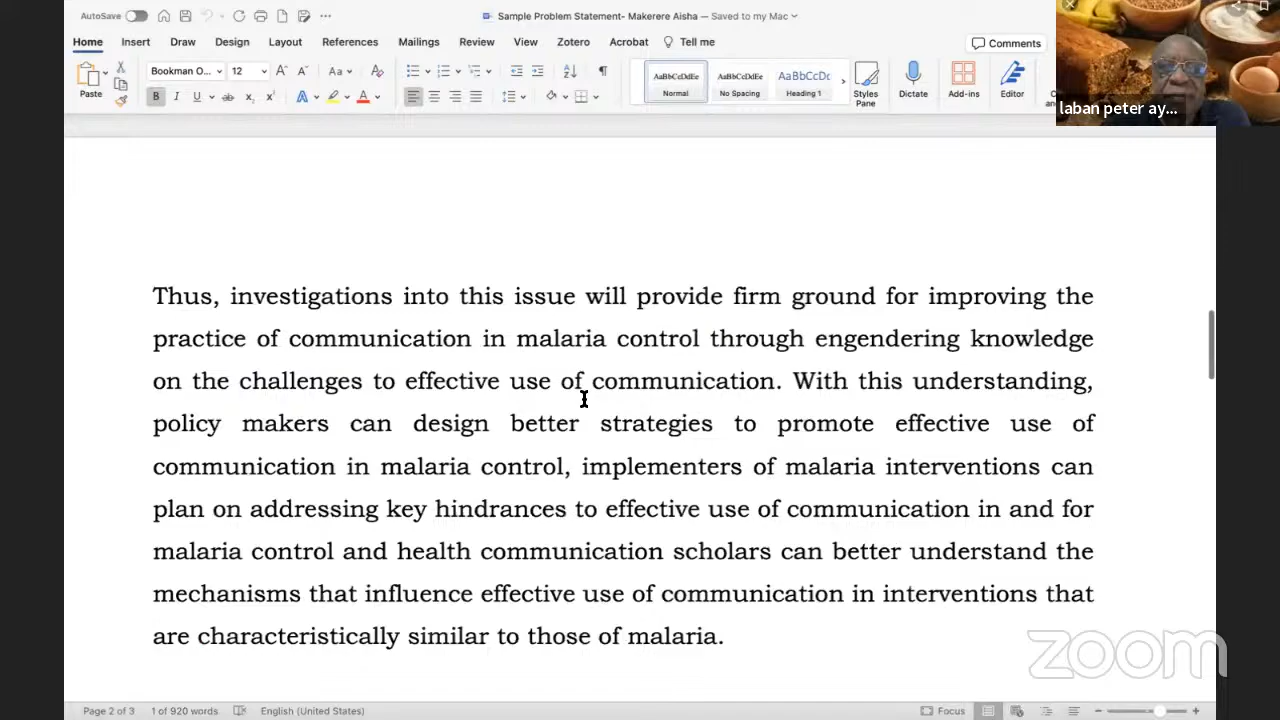 AutoSave
Sample Problem Statement- Makerere Aisha — Saved to my Mac
Home Insert Draw Design Layout References Mailings Review View Zotero Acrobat Tell me
Comments
Paste
Bookman O... 12
Aa
B I U ab x₂ x²
A A
AaBbCcDdEe AaBbCcDdEe AaBbCcDc
Normal No Spacing Heading 1
Styles Pane
Dictate
Add-ins
Editor
laban peter ay...
Thus, investigations into this issue will provide firm ground for improving the
practice of communication in malaria control through engendering knowledge
on the challenges to effective use of communication. With this understanding,
policy makers can design better strategies to promote effective use of
communication in malaria control, implementers of malaria interventions can
plan on addressing key hindrances to effective use of communication in and for
malaria control and health communication scholars can better understand the
mechanisms that influence effective use of communication in interventions that
are characteristically similar to those of malaria.
zoom
Page 2 of 3 1 of 920 words English (United States) Focus